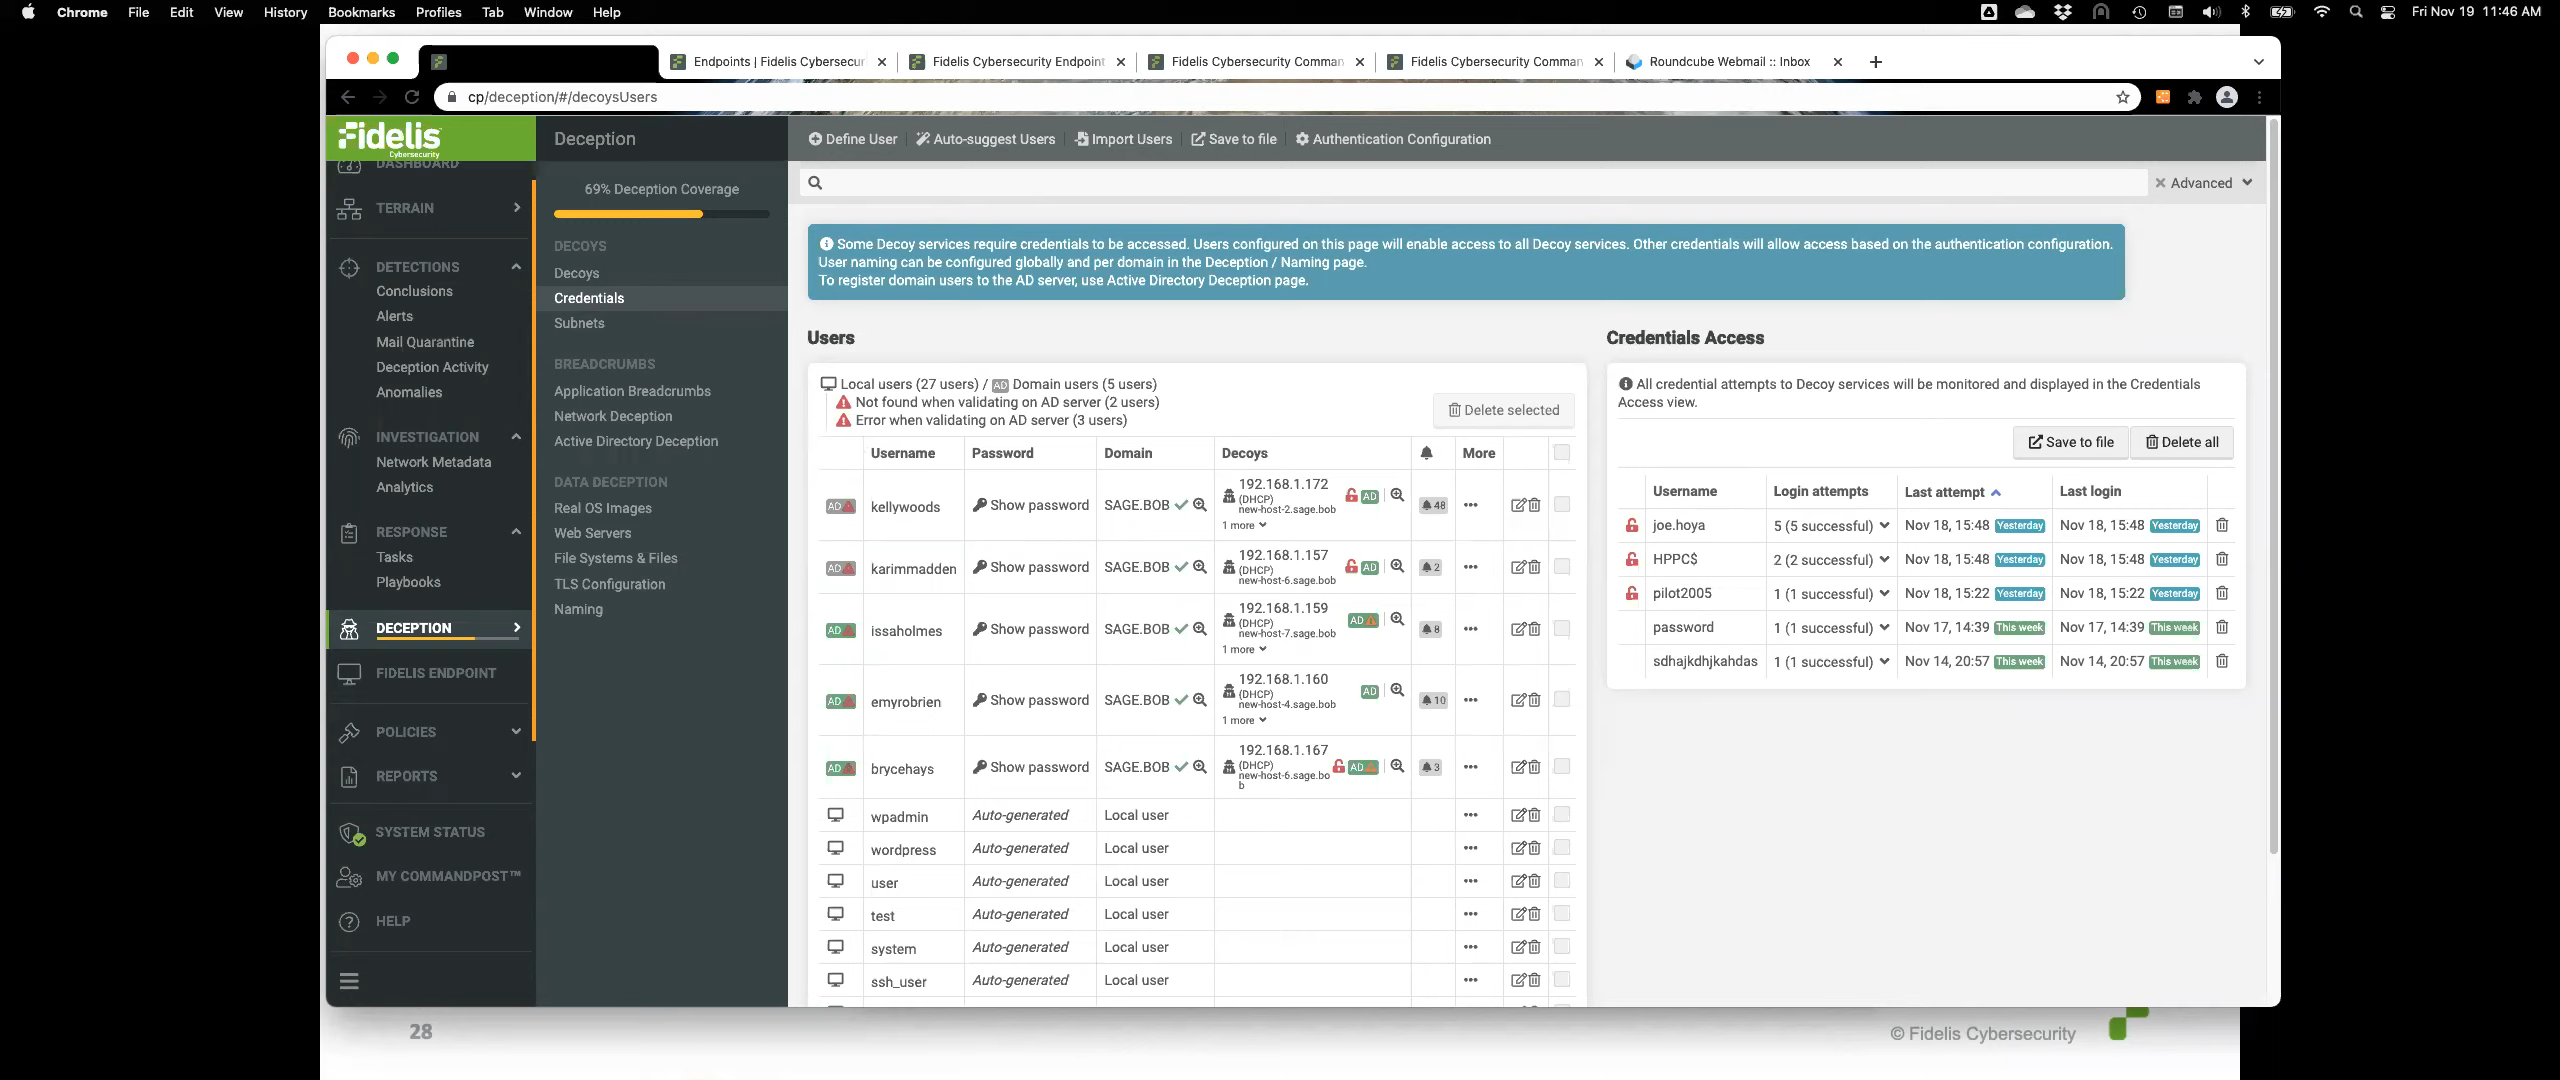 Chrome File Edit View History Bookmarks Profiles Tab Window Help
Fri Nov 19 11:46 AM
Endpoints | Fidelis Cybersecur
Fidelis Cybersecurity Endpoint
Fidelis Cybersecurity Comman
Fidelis Cybersecurity Comman
Roundcube Webmail :: Inbox
cp/deception/#/decoysUsers
Fidelis
Cybersecurity
DASHBOARD
TERRAIN
DETECTIONS
Conclusions
Alerts
Mail Quarantine
Deception Activity
Anomalies
INVESTIGATION
Network Metadata
Analytics
RESPONSE
Tasks
Playbooks
DECEPTION
FIDELIS ENDPOINT
POLICIES
REPORTS
SYSTEM STATUS
MY COMMANDPOST™
HELP
Deception
69% Deception Coverage
DECOYS
Decoys
Credentials
Subnets
BREADCRUMBS
Application Breadcrumbs
Network Deception
Active Directory Deception
DATA DECEPTION
Real OS Images
Web Servers
File Systems & Files
TLS Configuration
Naming
Define User Auto-suggest Users Import Users Save to file Authentication Configuration
Advanced
Some Decoy services require credentials to be accessed. Users configured on this page will enable access to all Decoy services. Other credentials will allow access based on the authentication configuration.
User naming can be configured globally and per domain in the Deception / Naming page.
To register domain users to the AD server, use Active Directory Deception page.
Users
Local users (27 users) / AD Domain users (5 users)
Not found when validating on AD server (2 users)
Error when validating on AD server (3 users)
Delete selected
Username Password Domain Decoys More
AD kellywoods Show password SAGE.BOB 192.168.1.172 (DHCP) new-host-2.sage.bob 1 more AD 48
AD karimmadden Show password SAGE.BOB 192.168.1.157 (DHCP) new-host-6.sage.bob AD 2
AD issaholmes Show password SAGE.BOB 192.168.1.159 (DHCP) new-host-7.sage.bob 1 more AD 8
AD emyrobrien Show password SAGE.BOB 192.168.1.160 (DHCP) new-host-4.sage.bob 1 more AD 10
AD brycehays Show password SAGE.BOB 192.168.1.167 (DHCP) new-host-6.sage.bo b AD 3
wpadmin Auto-generated Local user
wordpress Auto-generated Local user
user Auto-generated Local user
test Auto-generated Local user
system Auto-generated Local user
ssh_user Auto-generated Local user
Credentials Access
All credential attempts to Decoy services will be monitored and displayed in the Credentials
Access view.
Save to file Delete all
Username Login attempts Last attempt Last login
joe.hoya 5 (5 successful) Nov 18, 15:48 Yesterday Nov 18, 15:48 Yesterday
HPPC$ 2 (2 successful) Nov 18, 15:48 Yesterday Nov 18, 15:48 Yesterday
pilot2005 1 (1 successful) Nov 18, 15:22 Yesterday Nov 18, 15:22 Yesterday
password 1 (1 successful) Nov 17, 14:39 This week Nov 17, 14:39 This week
sdhajkdhjkahdas 1 (1 successful) Nov 14, 20:57 This week Nov 14, 20:57 This week
28
© Fidelis Cybersecurity